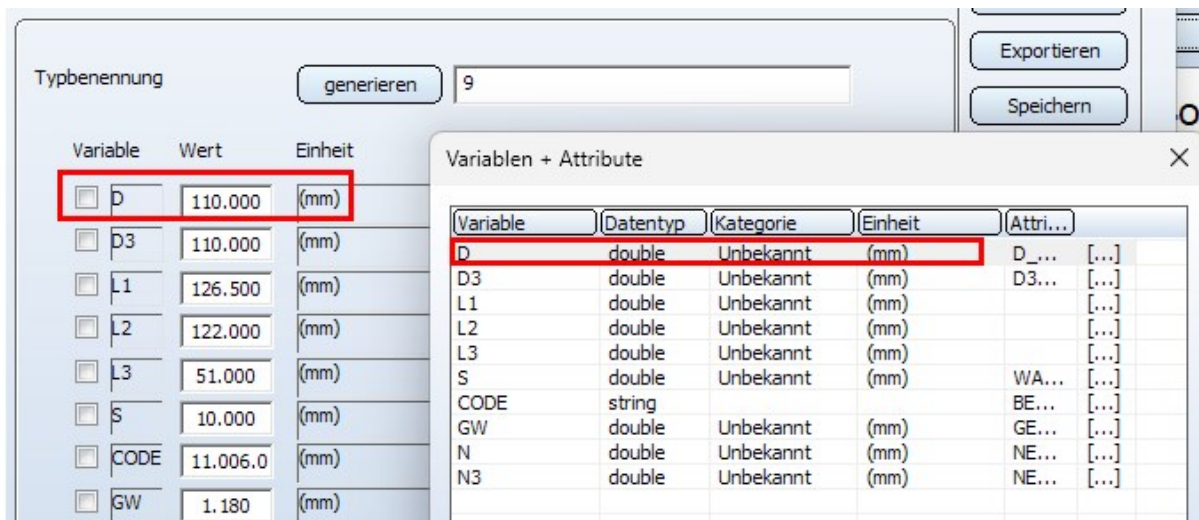 Exportieren
Typbenennung generieren 9
Speichern
Variable Wert Einheit
D 110.000 (mm)
D3 110.000 (mm)
L1 126.500 (mm)
L2 122.000 (mm)
L3 51.000 (mm)
S 10.000 (mm)
CODE 11.006.0 (mm)
GW 1.180 (mm)
Variablen + Attribute
Variable Datentyp Kategorie Einheit Attri...
D double Unbekannt (mm) D_... [...]
D3 double Unbekannt (mm) D3... [...]
L1 double Unbekannt (mm) [...]
L2 double Unbekannt (mm) [...]
L3 double Unbekannt (mm) [...]
S double Unbekannt (mm) WA... [...]
CODE string BE... [...]
GW double Unbekannt (mm) GE... [...]
N double Unbekannt (mm) NE... [...]
N3 double Unbekannt (mm) NE... [...]